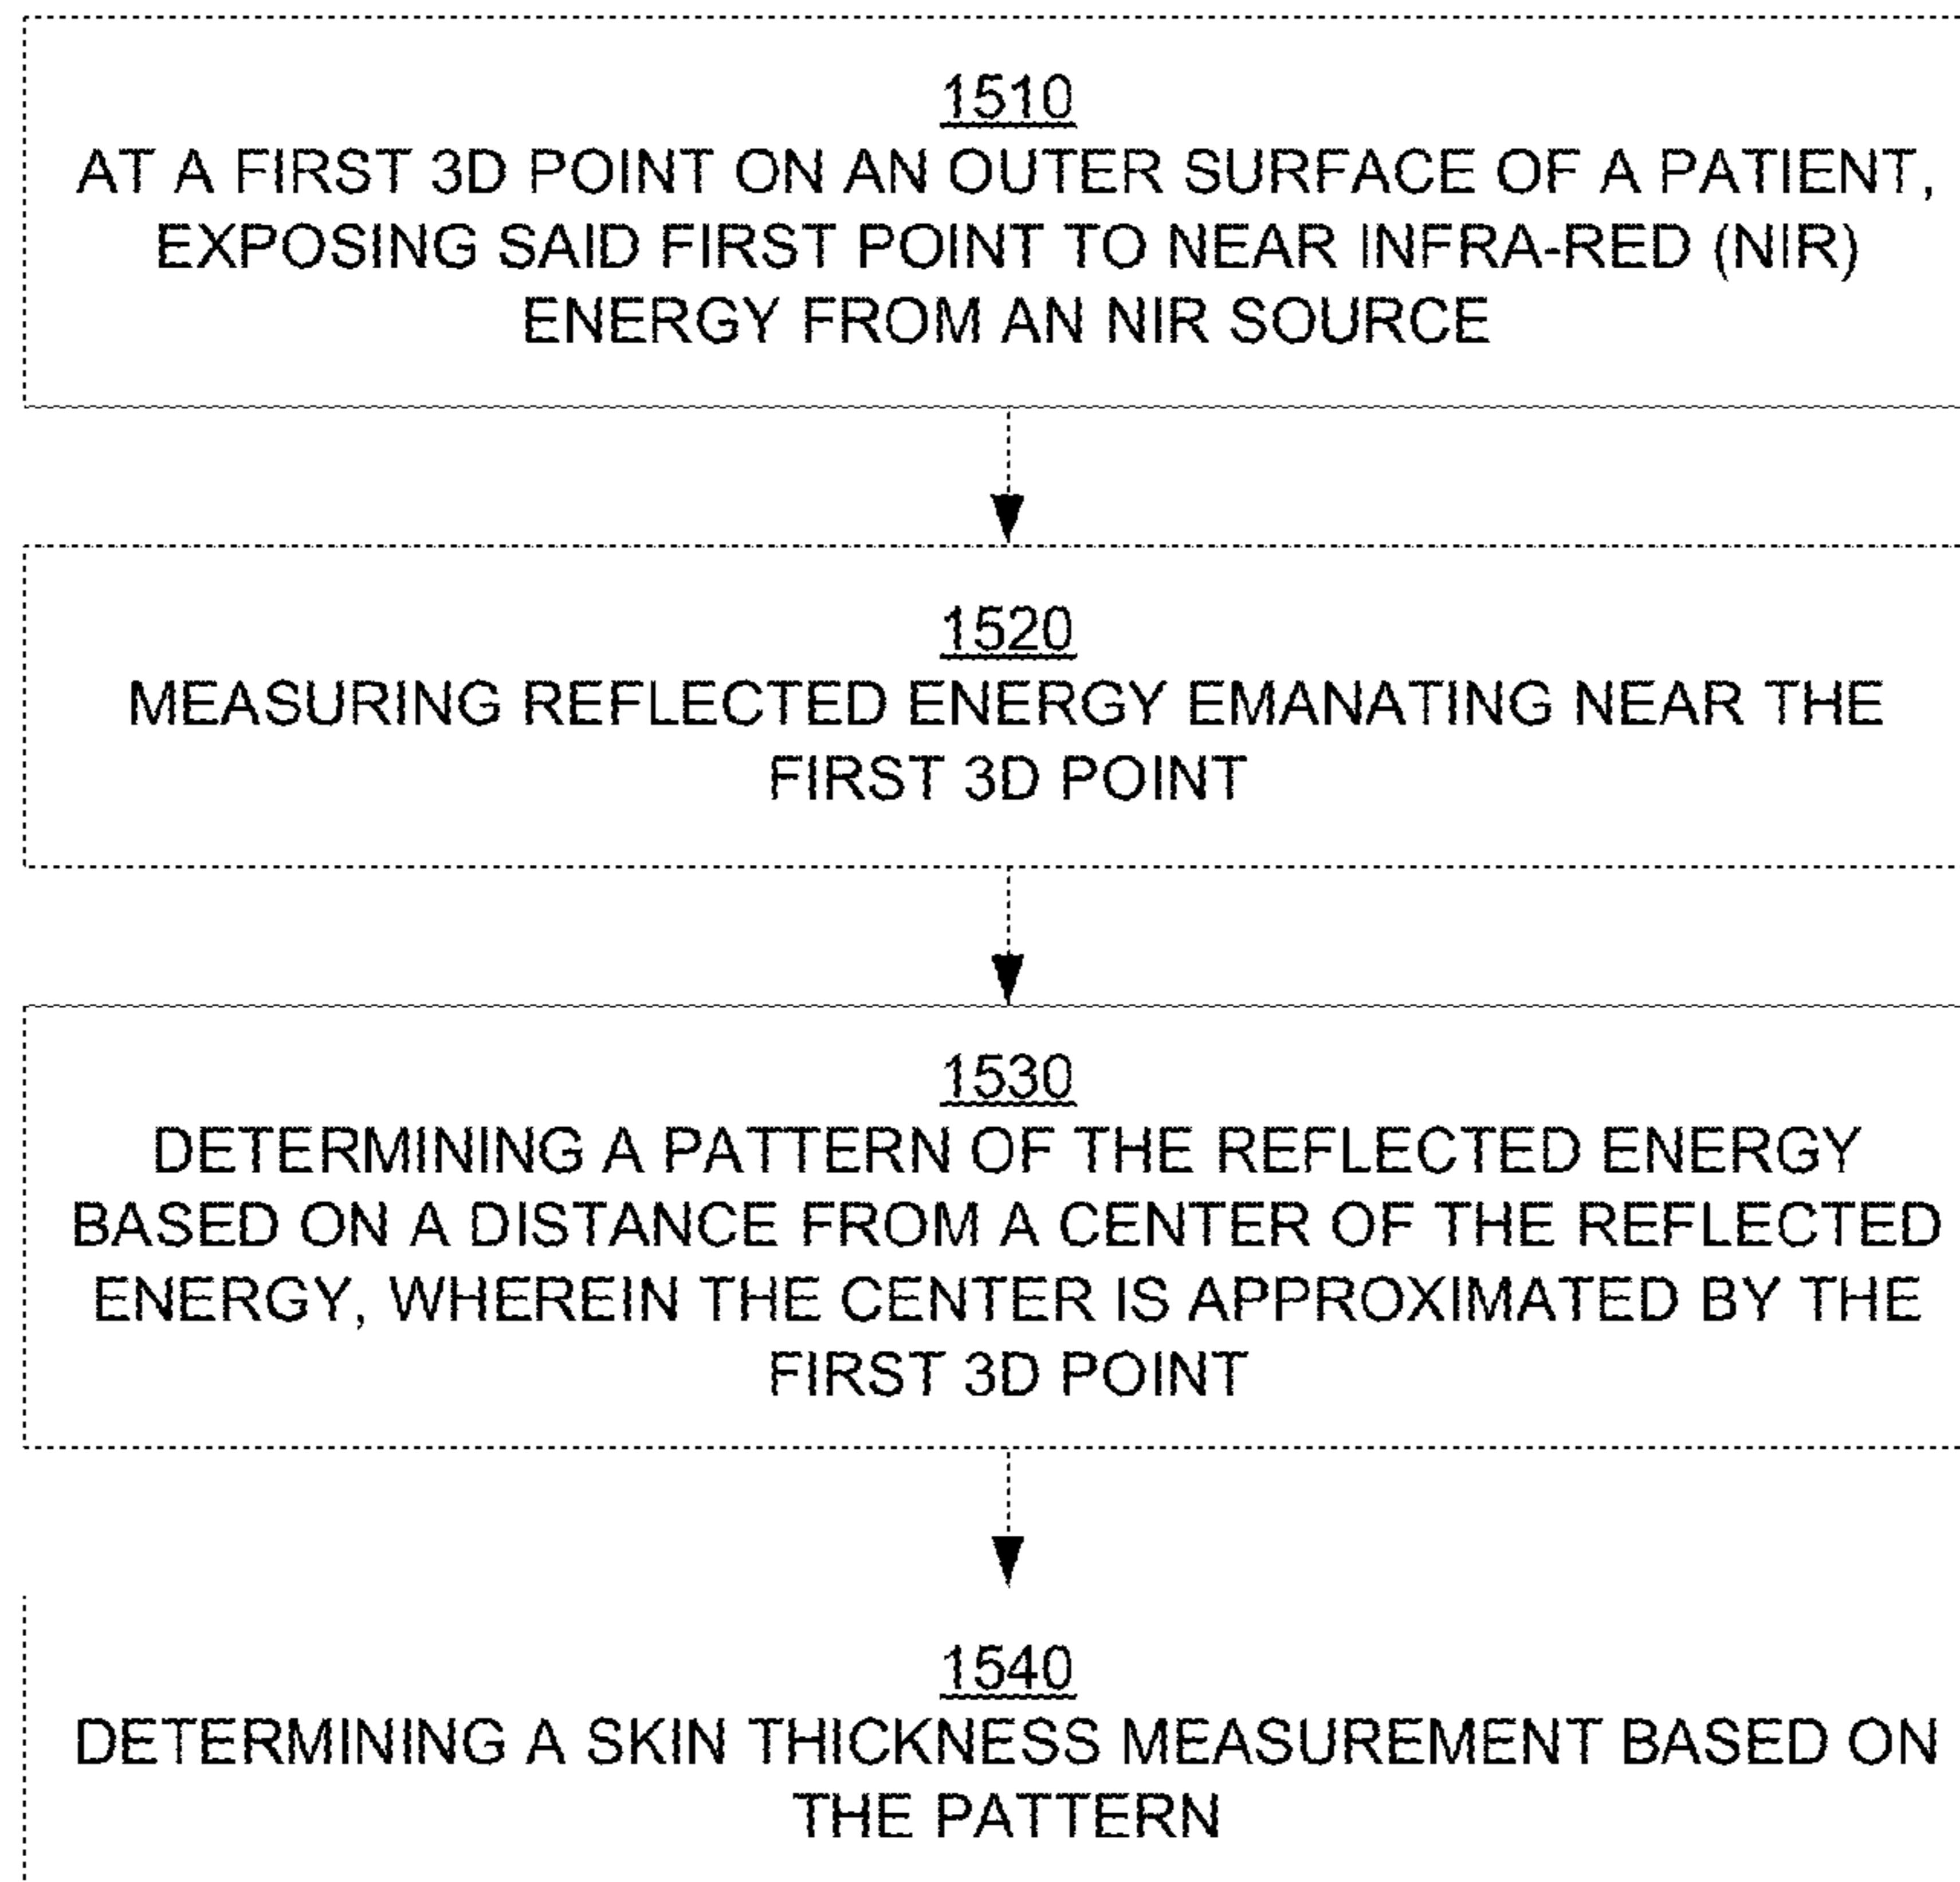 1510
AT A FIRST 3D POINT ON AN OUTER SURFACE OF A PATIENT,
EXPOSING SAID FIRST POINT TO NEAR INFRA-RED (NIR)
ENERGY FROM AN NIR SOURCE
1520
MEASURING REFLECTED ENERGY EMANATING NEAR THE
FIRST 3D POINT
1530
DETERMINING A PATTERN OF THE REFLECTED ENERGY
BASED ON A DISTANCE FROM A CENTER OF THE REFLECTED
ENERGY, WHEREIN THE CENTER IS APPROXIMATED BY THE
FIRST 3D POINT
1540
DETERMINING A SKIN THICKNESS MEASUREMENT BASED ON
THE PATTERN